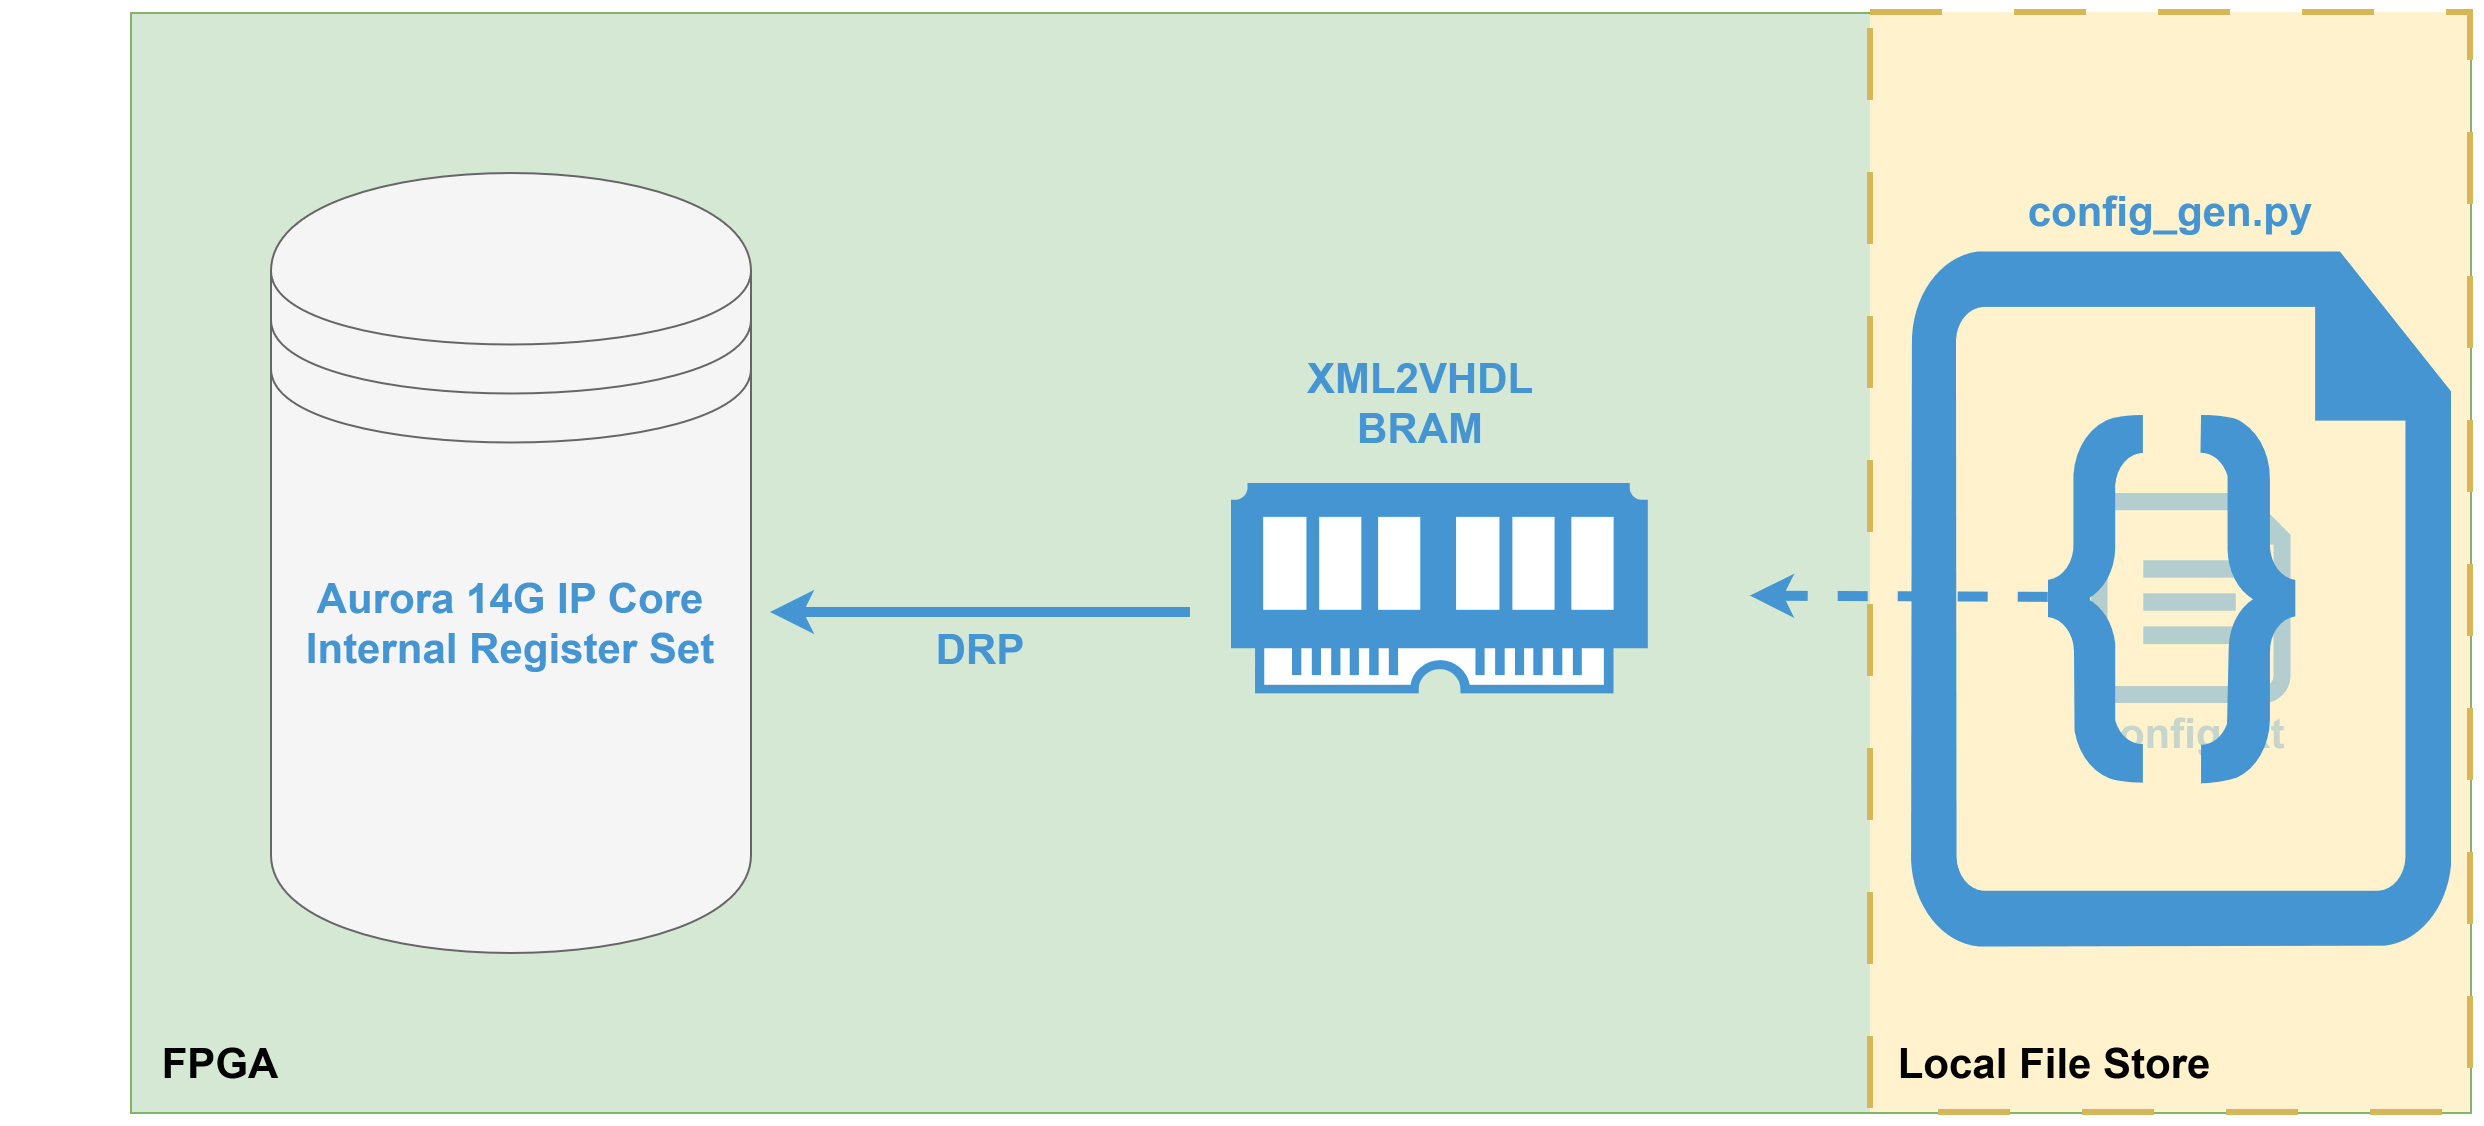 config_gen.py
XML2VHDL
BRAM
Aurora 14G IP Core
Internal Register Set
DRP
FPGA
Local File Store